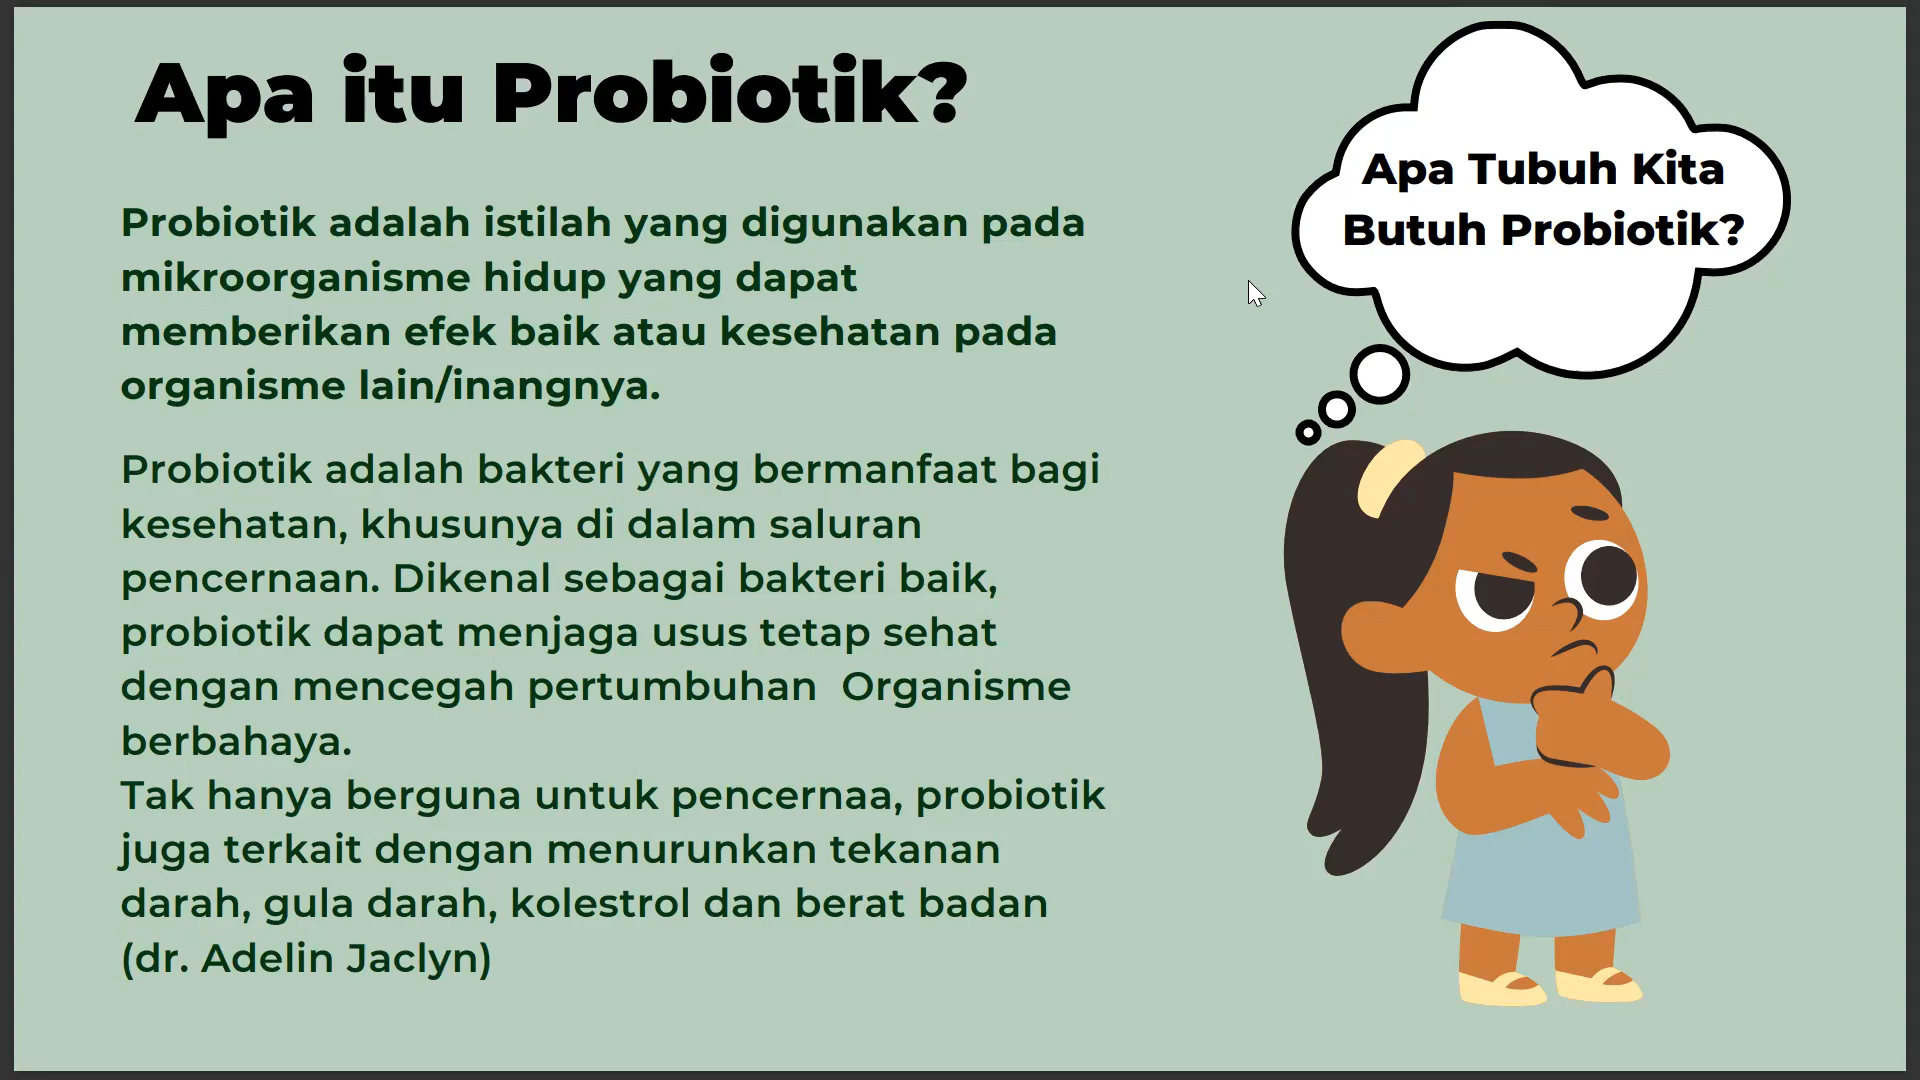 Apa itu Probiotik?
Probiotik adalah istilah yang digunakan pada
mikroorganisme hidup yang dapat
memberikan efek baik atau kesehatan pada
organisme lain/inangnya.
Probiotik adalah bakteri yang bermanfaat bagi
kesehatan, khusunya di dalam saluran
pencernaan. Dikenal sebagai bakteri baik,
probiotik dapat menjaga usus tetap sehat
dengan mencegah pertumbuhan  Organisme
berbahaya.
Tak hanya berguna untuk pencernaa, probiotik
juga terkait dengan menurunkan tekanan
darah, gula darah, kolestrol dan berat badan
(dr. Adelin Jaclyn)
Apa Tubuh Kita
Butuh Probiotik?